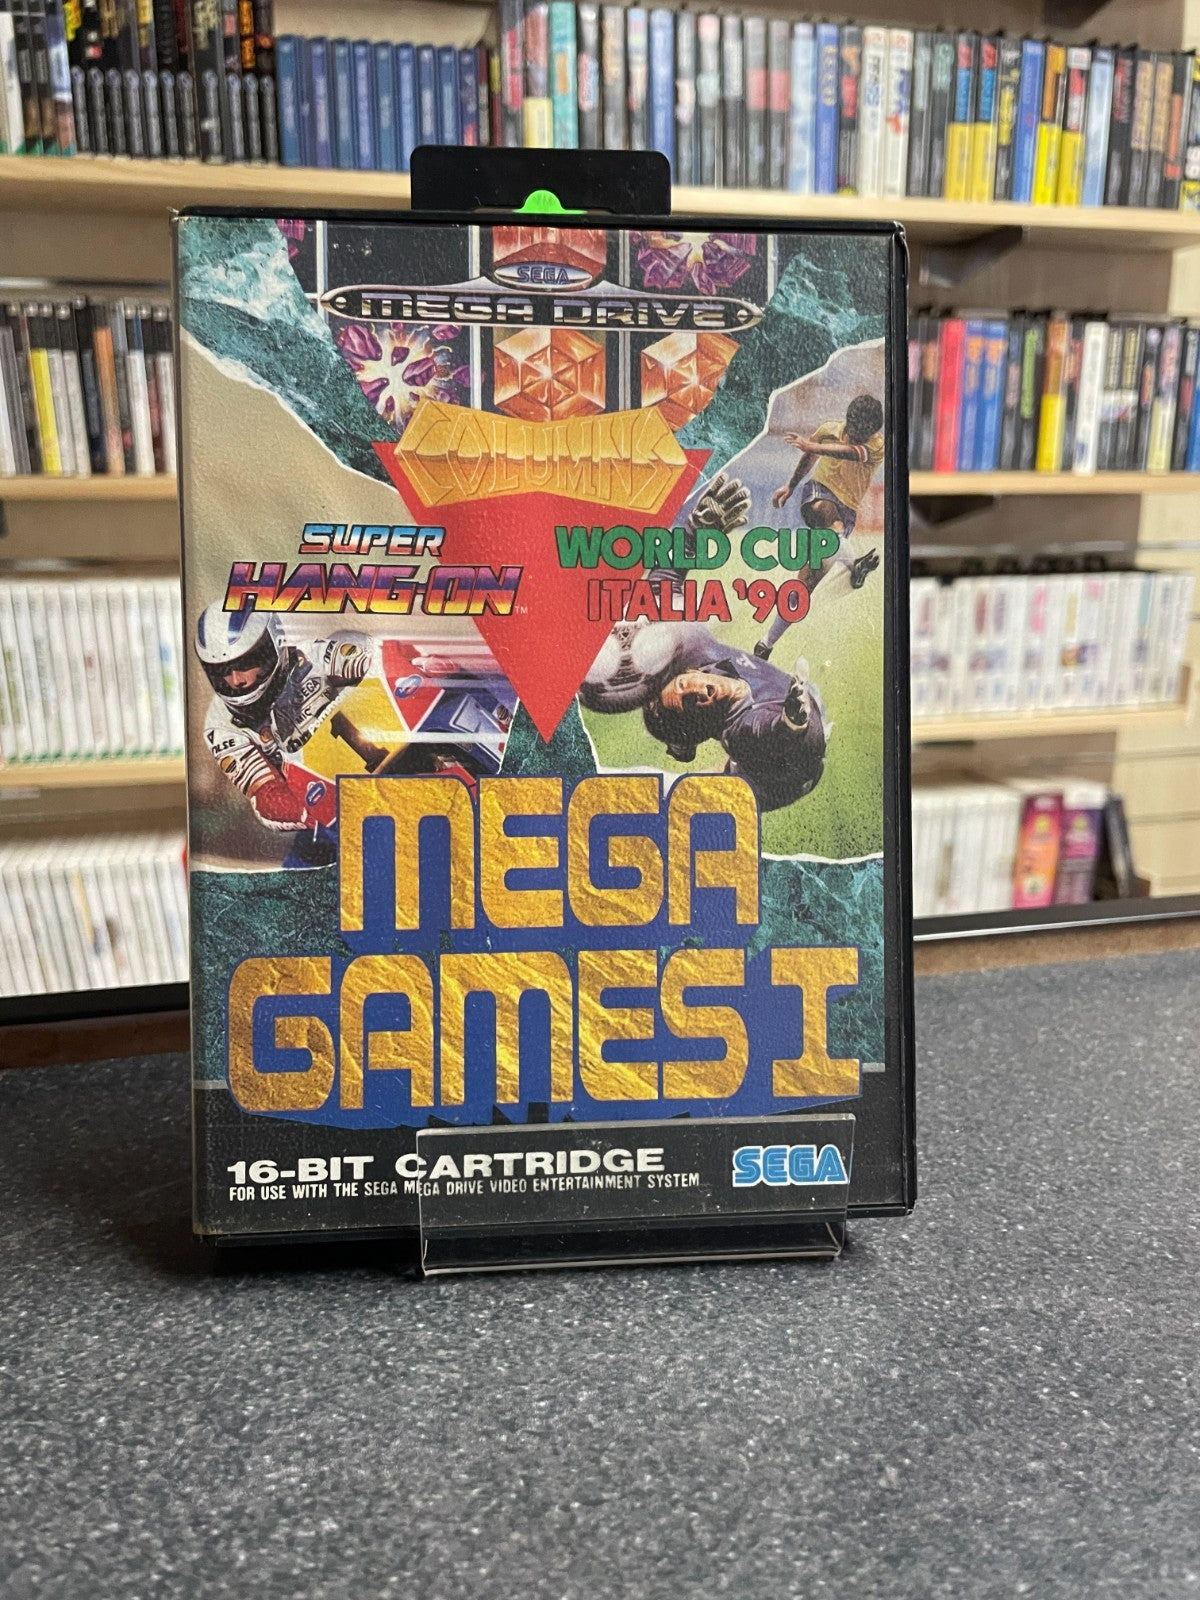 SEGA
MEGA DRIVE
COLUMNS
SUPER
HANG-ON™
WORLD CUP
ITALIA '90
MEGA
GAMES I
16-BIT CARTRIDGE
FOR USE WITH THE SEGA MEGA DRIVE VIDEO ENTERTAINMENT SYSTEM
SEGA